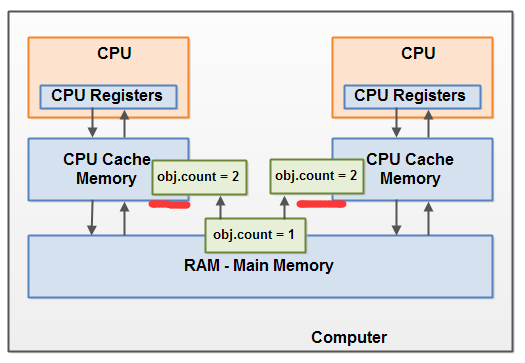 CPU
CPU
CPU Registers
CPU Registers
CPU Cache
Memory
obj.count = 2
obj.count = 2
CPU Cache
Memory
obj.count = 1
RAM - Main Memory
Computer